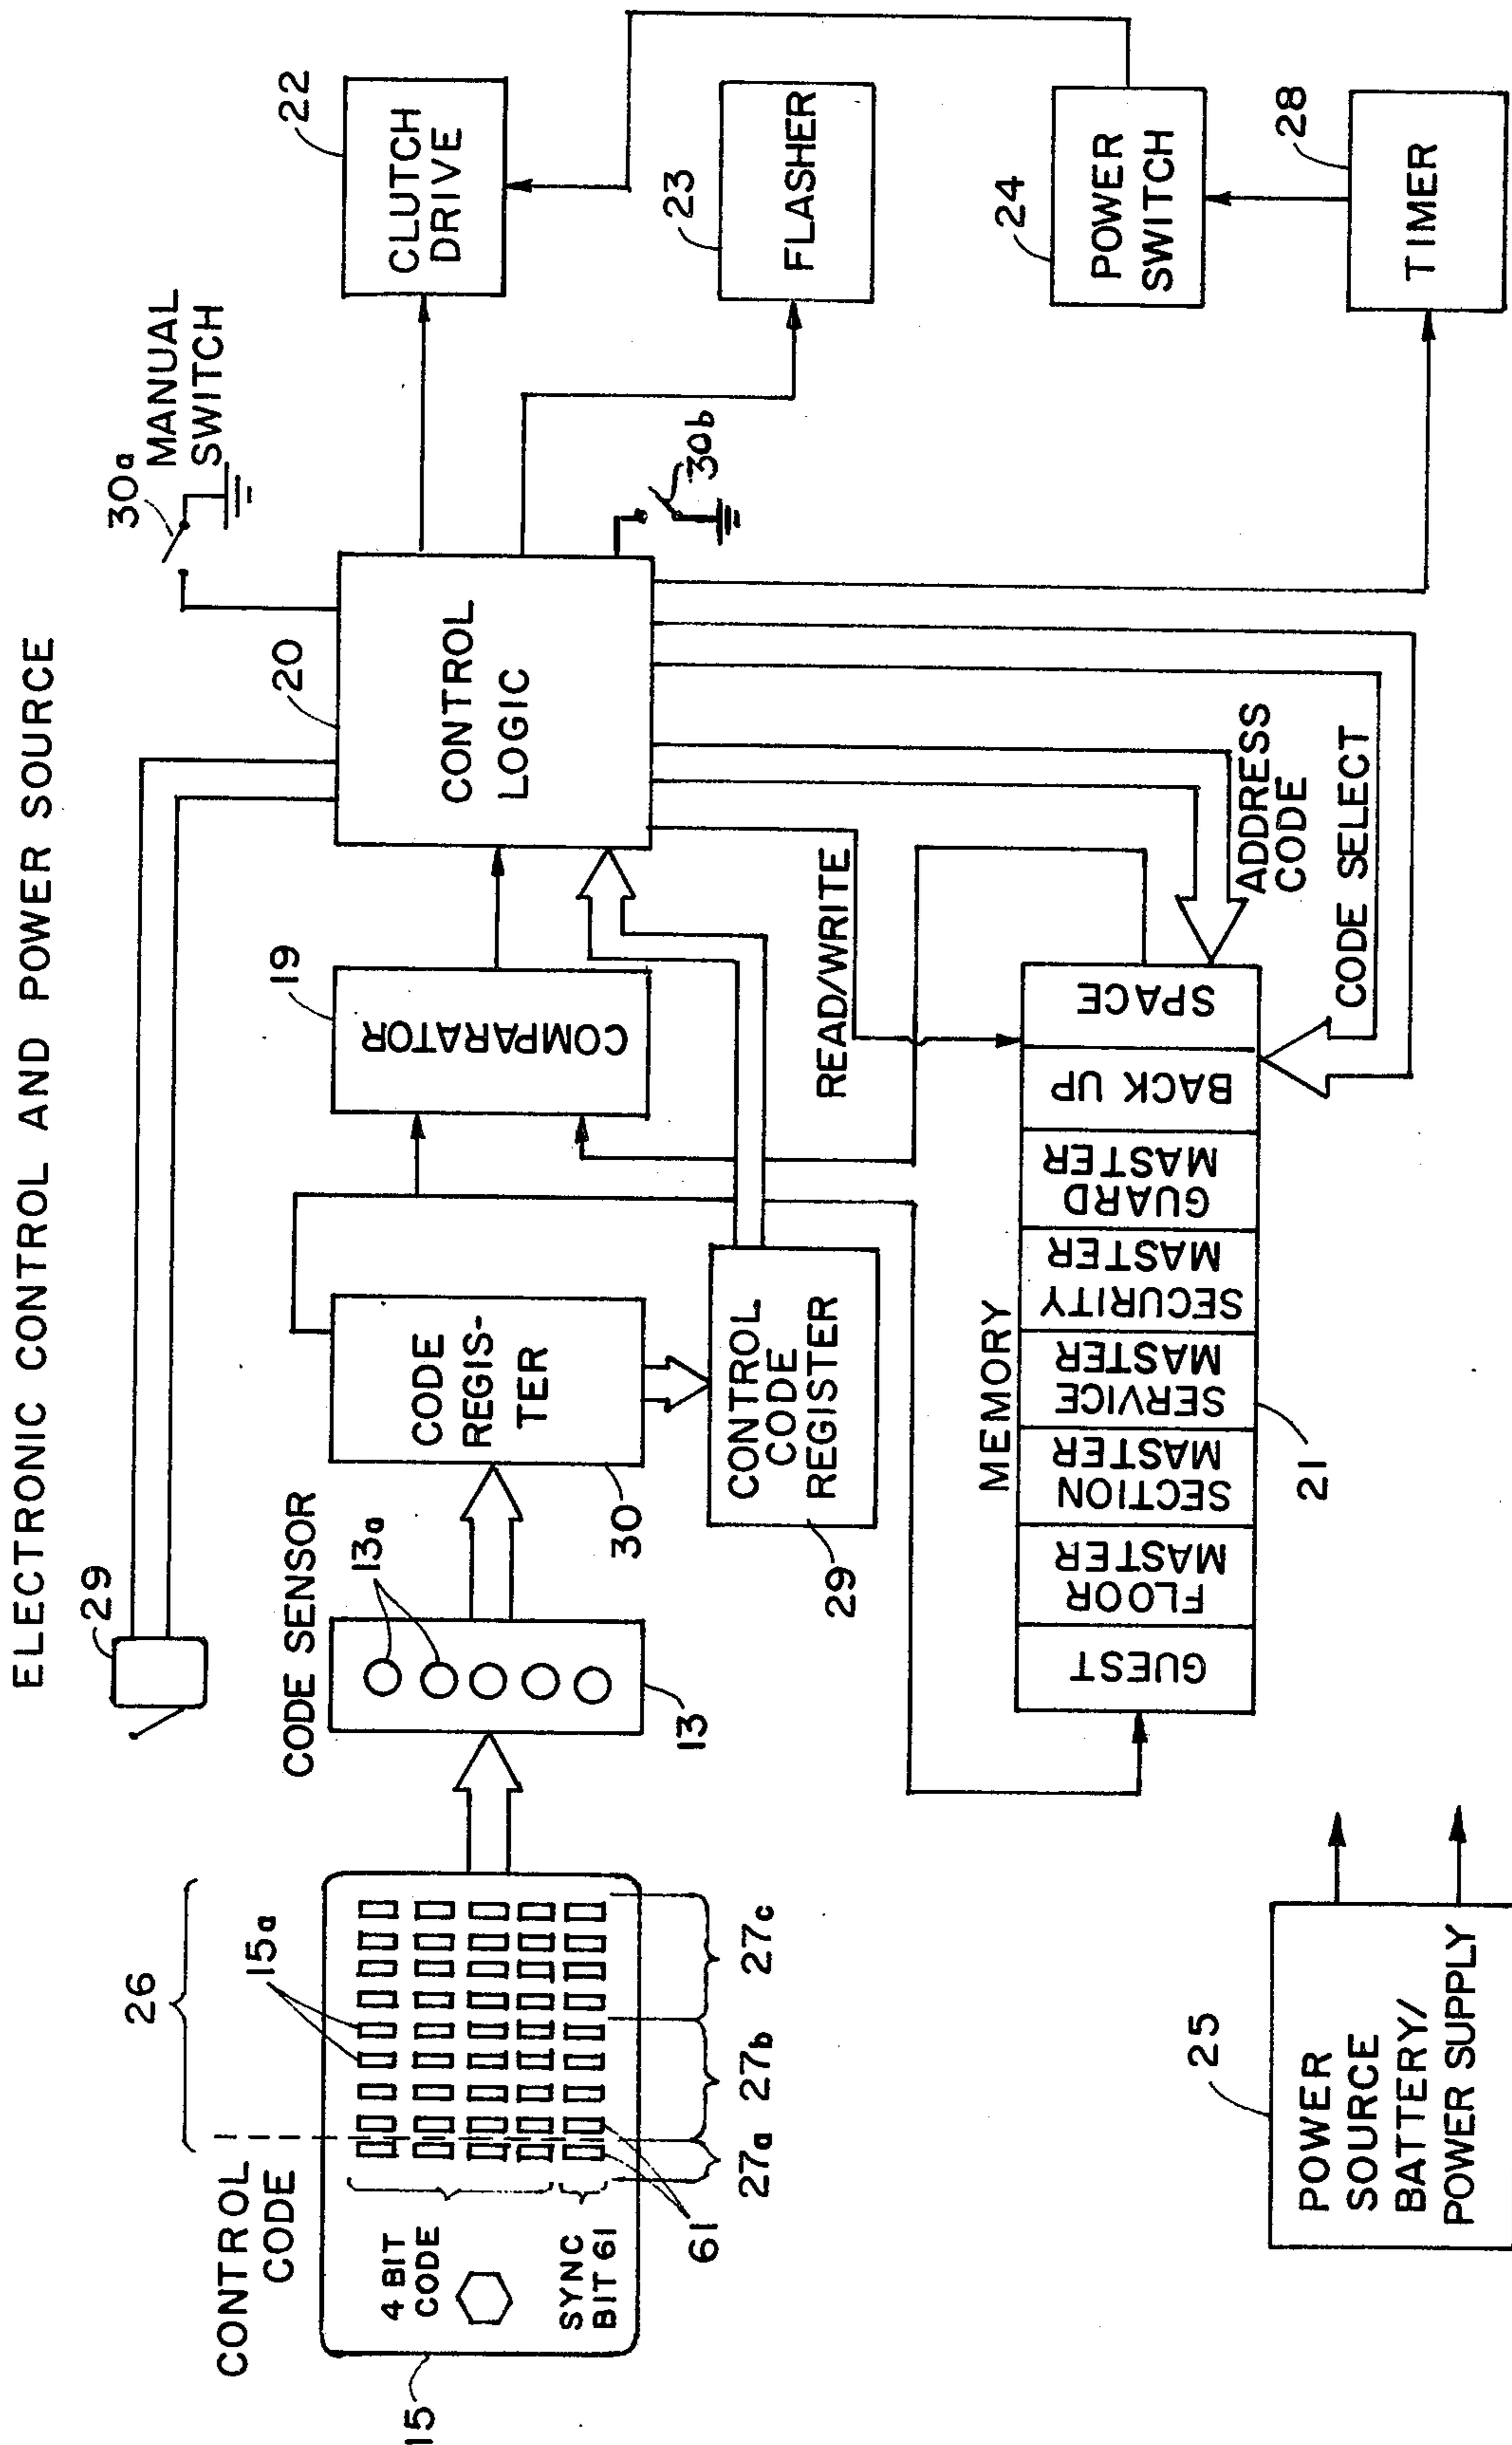 ELECTRONIC CONTROL AND POWER SOURCE
29
CODE SENSOR
13a
13
26
15a
CONTROL
CODE
4 BIT
CODE
SYNC
BIT 61
15
61
27a
27b
27c
CODE
REGIS-
TER
30
CONTROL
CODE
REGISTER
29
COMPARATOR
19
20
CONTROL
LOGIC
30a
MANUAL
SWITCH
30b
22
CLUTCH
DRIVE
23
FLASHER
24
POWER
SWITCH
28
TIMER
READ/WRITE
ADDRESS
CODE
CODE SELECT
MEMORY
GUEST
FLOOR
MASTER
SECTION
MASTER
SERVICE
MASTER
SECURITY
MASTER
GUARD
MASTER
BACK UP
SPACE
21
25
POWER
SOURCE
BATTERY/
POWER SUPPLY